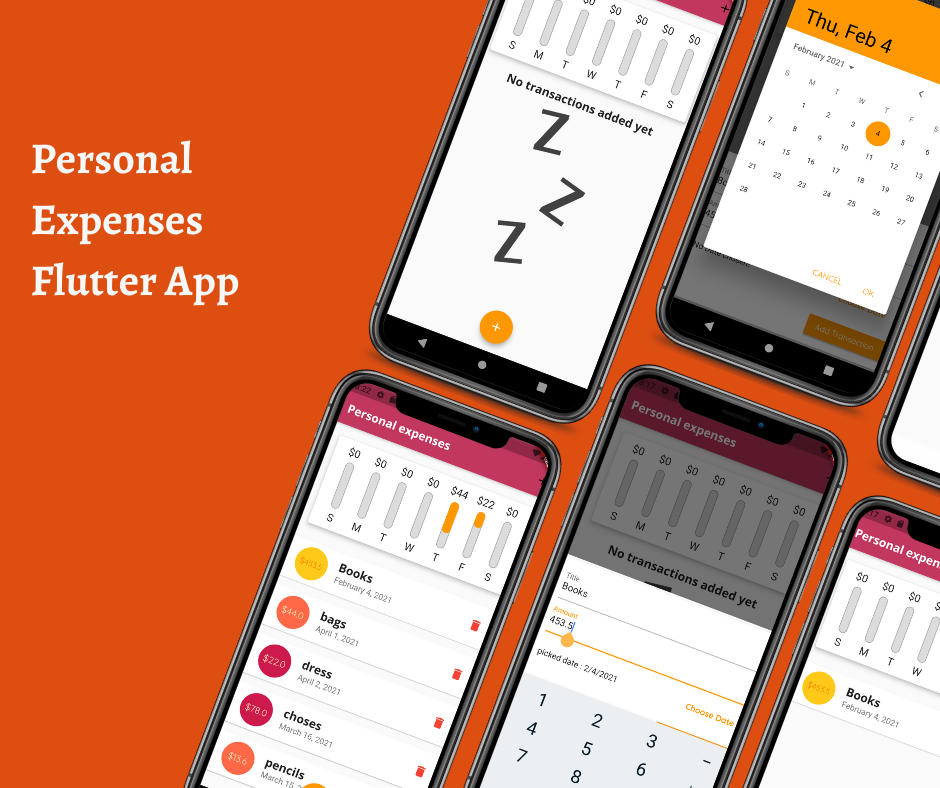 Personal
Expenses
Flutter App
$0 $0 $0 $0 $0
S M T W T F S
No transactions added yet
Z
Z
Z
+
Thu, Feb 4
February 2021
S M T W T F S
1 2 3 4 5 6
7 8 9 10 11 12 13
14 15 16 17 18 19 20
21 22 23 24 25 26 27
28
CANCEL OK
Add Transaction
Personal expenses
$0 $0 $0 $0 $44 $22 $0
S M T W T F S
$453.5
Books
February 4, 2021
$44.0
bags
April 1, 2021
$22.0
dress
April 2, 2021
$78.0
choses
March 16, 2021
$13.6
pencils
March 15, 2
Personal expenses
$0 $0 $0 $0 $0 $0 $0
S M T W T F S
No transactions added yet
Title
Books
Amount
453.5
picked date : 2/4/2021
Choose Date
1 2 3 –
4 5 6
7 8
Personal expen
$0 $0 $0
S M T W
$453.5
Books
February 4, 2021